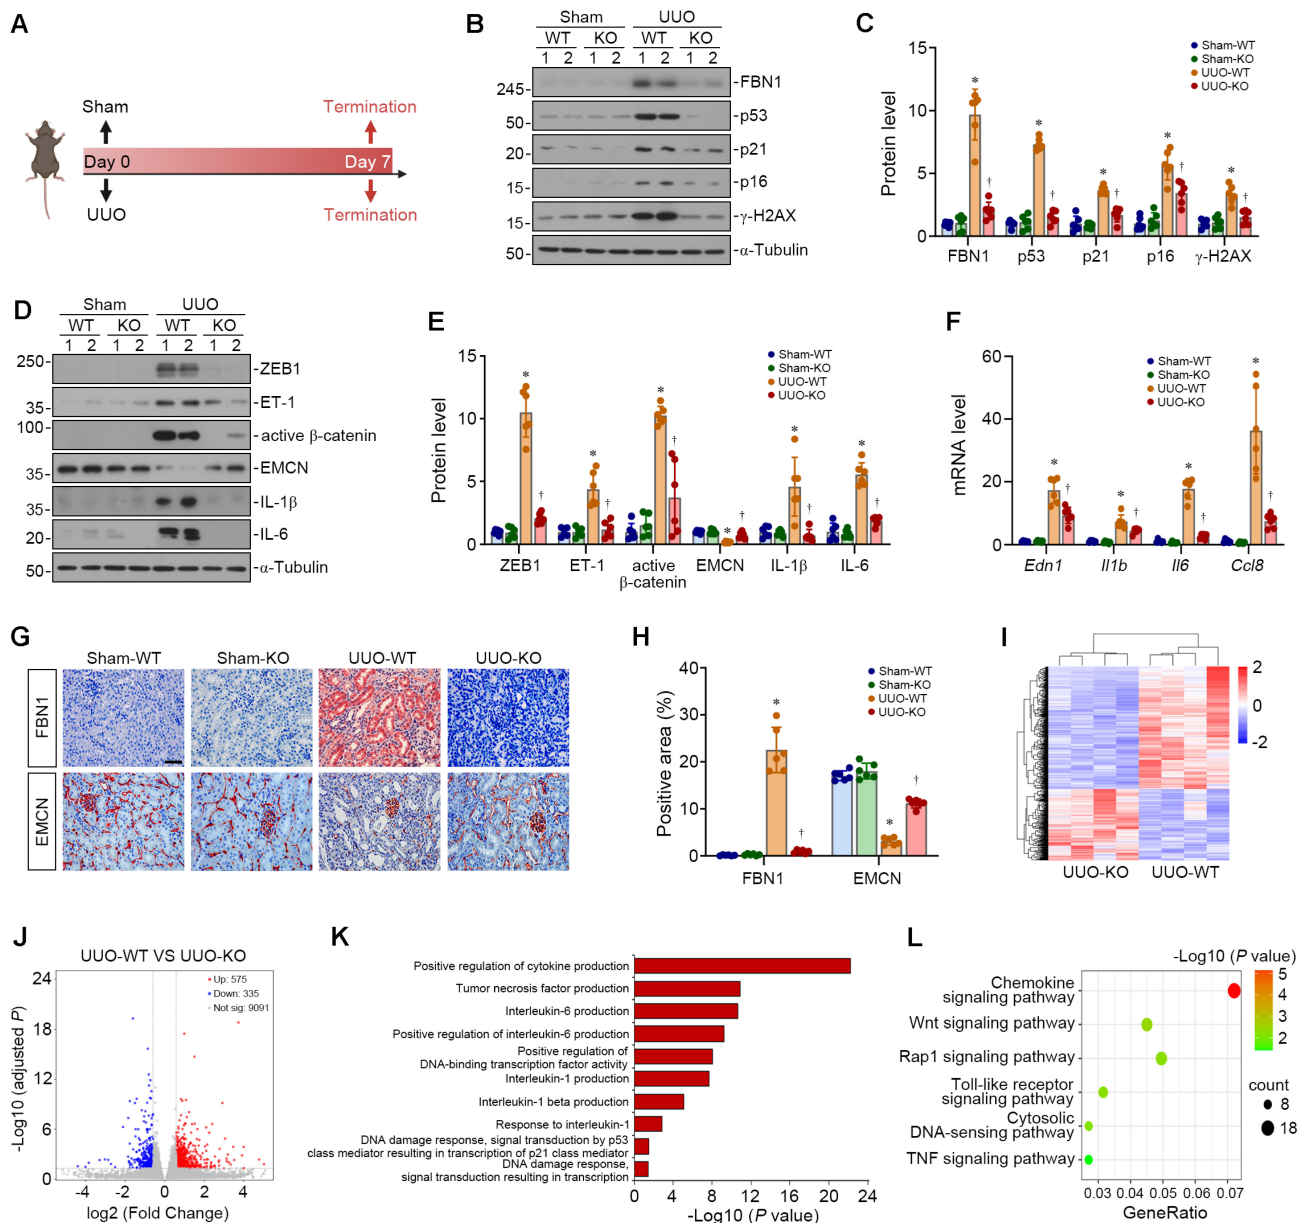 A
Sham
Termination
Day 0
Day 7
UUO
Termination
B
Sham
UUO
WT
KO
WT
KO
1 2 1 2 1 2 1 2
245-
-FBN1
50-
-p53
20-
-p21
15-
-p16
15-
-γ-H2AX
50-
-α-Tubulin
C
Protein level
15
10
5
0
Sham-WT
Sham-KO
UUO-WT
UUO-KO
* † * † * † * † * †
FBN1 p53 p21 p16 γ-H2AX
D
Sham
UUO
WT
KO
WT
KO
1 2 1 2 1 2 1 2
250-
-ZEB1
35-
-ET-1
100-
-active β-catenin
35-
-EMCN
35-
-IL-1β
20-
-IL-6
50-
-α-Tubulin
E
Protein level
15
10
5
0
Sham-WT
Sham-KO
UUO-WT
UUO-KO
* † * † * † * † * † * †
ZEB1 ET-1 active EMCN IL-1β IL-6
β-catenin
F
mRNA level
60
40
20
0
Sham-WT
Sham-KO
UUO-WT
UUO-KO
* † * † * † * †
Edn1 Il1b Il6 Ccl8
G
Sham-WT Sham-KO UUO-WT UUO-KO
FBN1
EMCN
H
Positive area (%)
40
30
20
10
0
Sham-WT
Sham-KO
UUO-WT
UUO-KO
* † * †
FBN1 EMCN
I
2
1
0
-1
-2
UUO-KO UUO-WT
J
UUO-WT VS UUO-KO
-Log10 (adjusted P)
24
18
12
6
0
Up: 575
Down: 335
Not sig: 9091
-4 -2 0 2 4
log2 (Fold Change)
K
Positive regulation of cytokine production
Tumor necrosis factor production
Interleukin-6 production
Positive regulation of interleukin-6 production
Positive regulation of
DNA-binding transcription factor activity
Interleukin-1 production
Interleukin-1 beta production
Response to interleukin-1
DNA damage response, signal transduction by p53
class mediator resulting in transcription of p21 class mediator
DNA damage response,
signal transduction resulting in transcription
0 4 8 12 16 20 24
-Log10 (P value)
L
-Log10 (P value)
Chemokine
signaling pathway
Wnt signaling pathway
Rap1 signaling pathway
Toll-like receptor
signaling pathway
Cytosolic
DNA-sensing pathway
TNF signaling pathway
5
4
3
2
1
count
8
18
0.03 0.04 0.05 0.06 0.07
GeneRatio